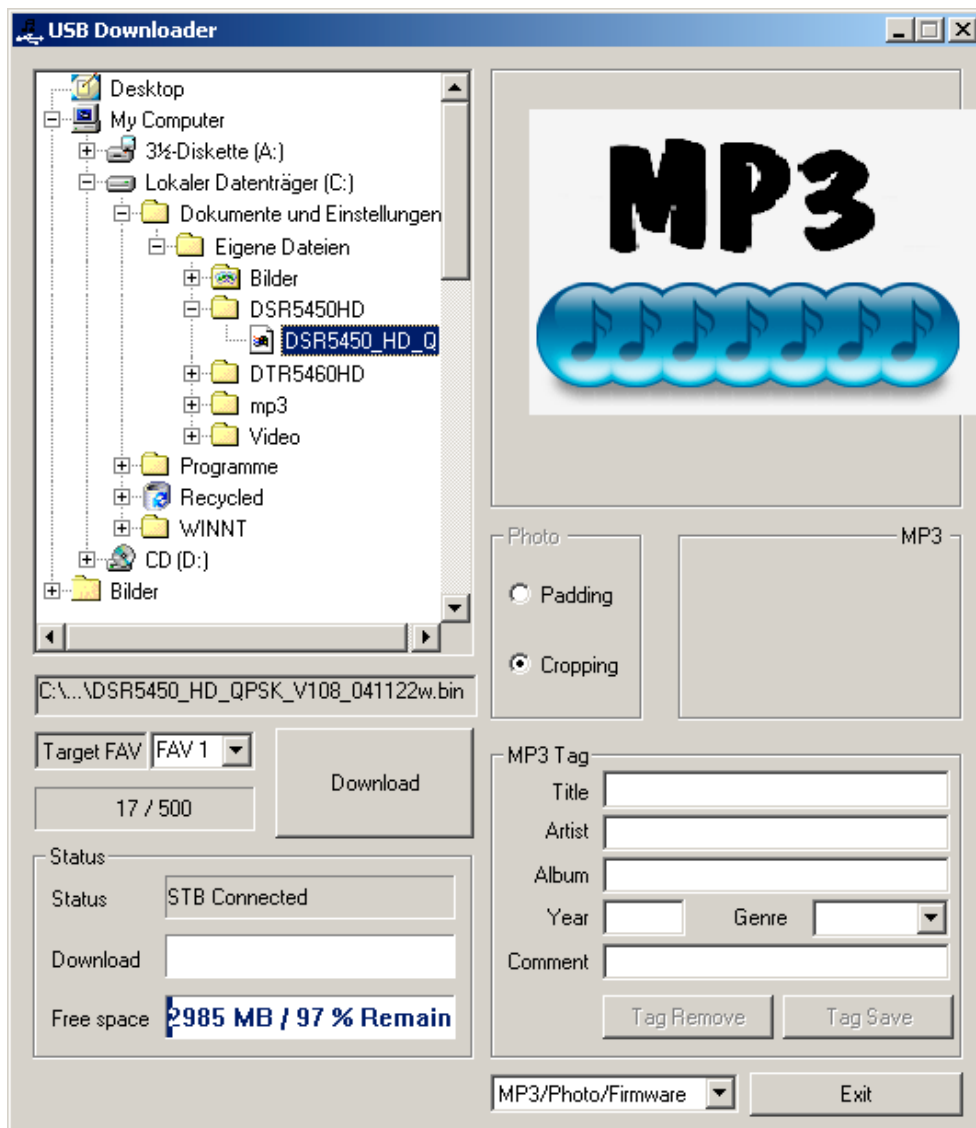 USB Downloader
Desktop
My Computer
3½-Diskette (A:)
Lokaler Datenträger (C:)
Dokumente und Einstellungen
Eigene Dateien
Bilder
DSR5450HD
DSR5450_HD_Q
DTR5460HD
mp3
Video
Programme
Recycled
WINNT
CD (D:)
Bilder
C:\...\DSR5450_HD_QPSK_V108_041122w.bin
Target FAV FAV 1
17 / 500
Download
Status
Status STB Connected
Download
Free space 2985 MB / 97 % Remain
MP3
Photo
Padding
Cropping
MP3
MP3 Tag
Title
Artist
Album
Year Genre
Comment
Tag Remove Tag Save
MP3/Photo/Firmware Exit